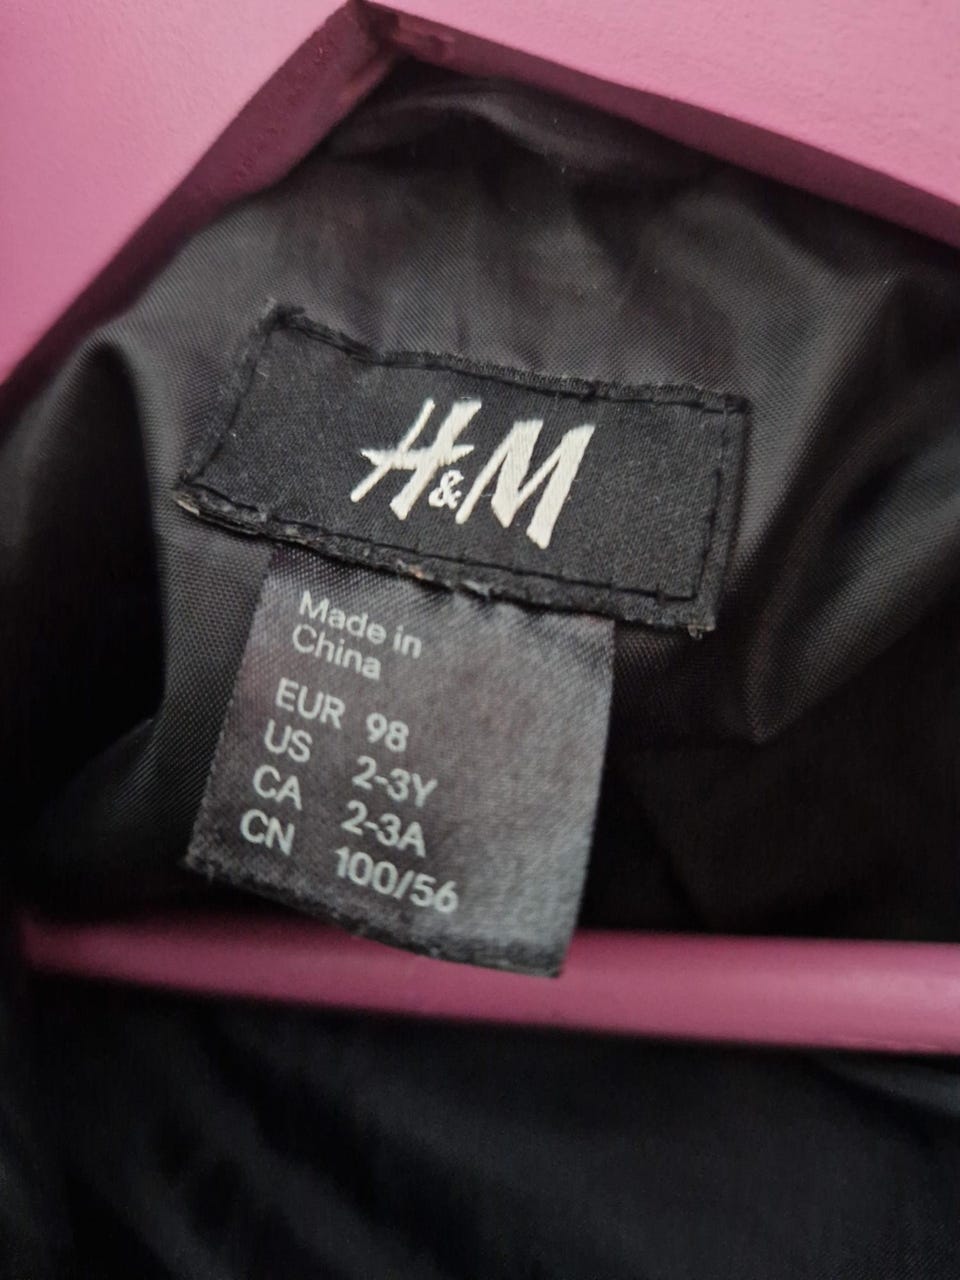 H&M
Made in
China
EUR 98
US 2-3Y
CA 2-3A
CN 100/56